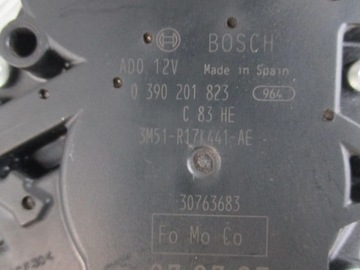 BOSCH
ADO 12V Made in Spain
0 390 201 823 964
C 83 HE
3M51-R17K441-AE
30763683
Fo Mo Co